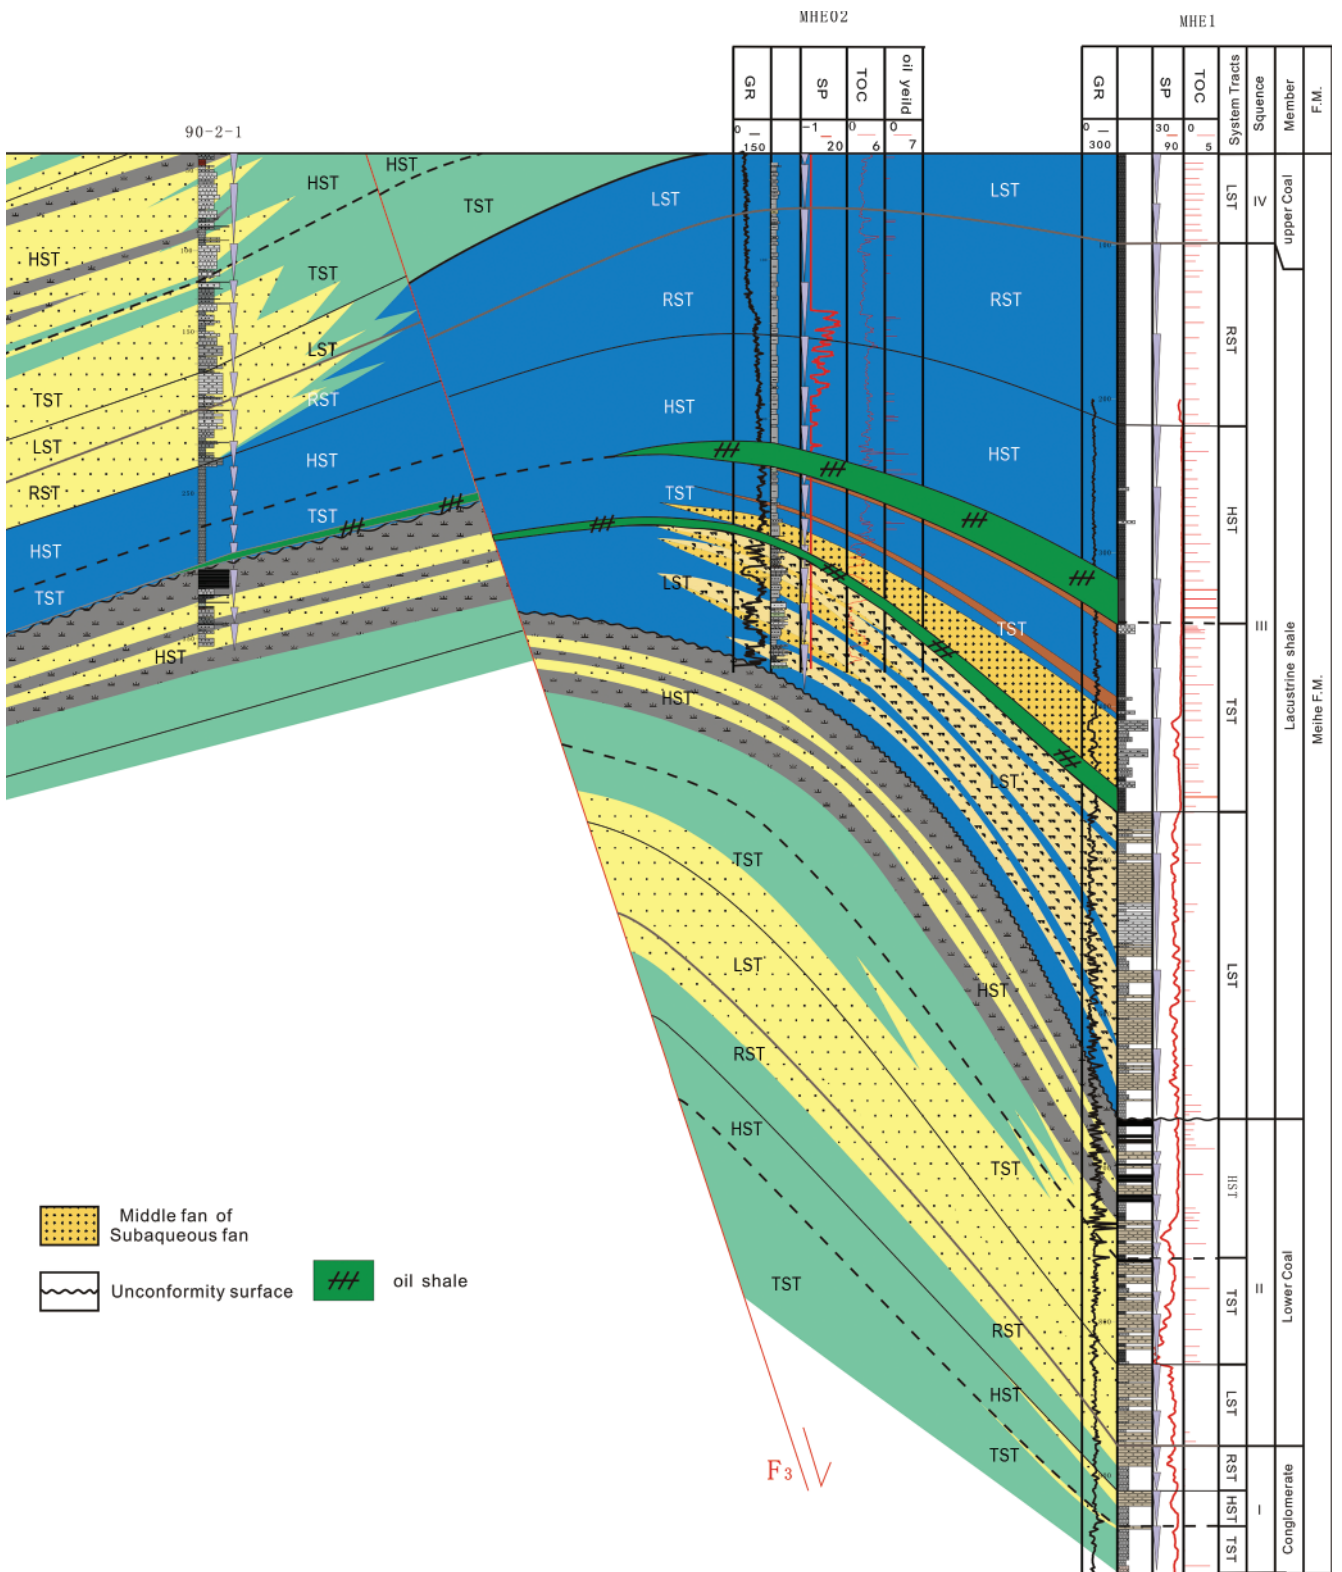 MHE02
MHE1
90-2-1
GR
SP
TOC
oil yeild
0
150
-1
20
0
6
0
7
GR
SP
TOC
System Tracts
Squence
Member
F.M.
0
300
30
90
0
5
HST
HST
TST
LST
LST
LST
IV
upper Coal
HST
TST
RST
RST
RST
LST
TST
RST
HST
LST
HST
HST
HST
RST
TST
TST
HST
TST
TST
III
Lacustrine shale
Meihe F.M.
TST
LST
HST
HST
LST
TST
LST
LST
HST
RST
HST
TST
HST
TST
II
Lower Coal
TST
RST
LST
HST
TST
RST
HST
TST
I
Conglomerate
F3
Middle fan of
Subaqueous fan
Unconformity surface
oil shale